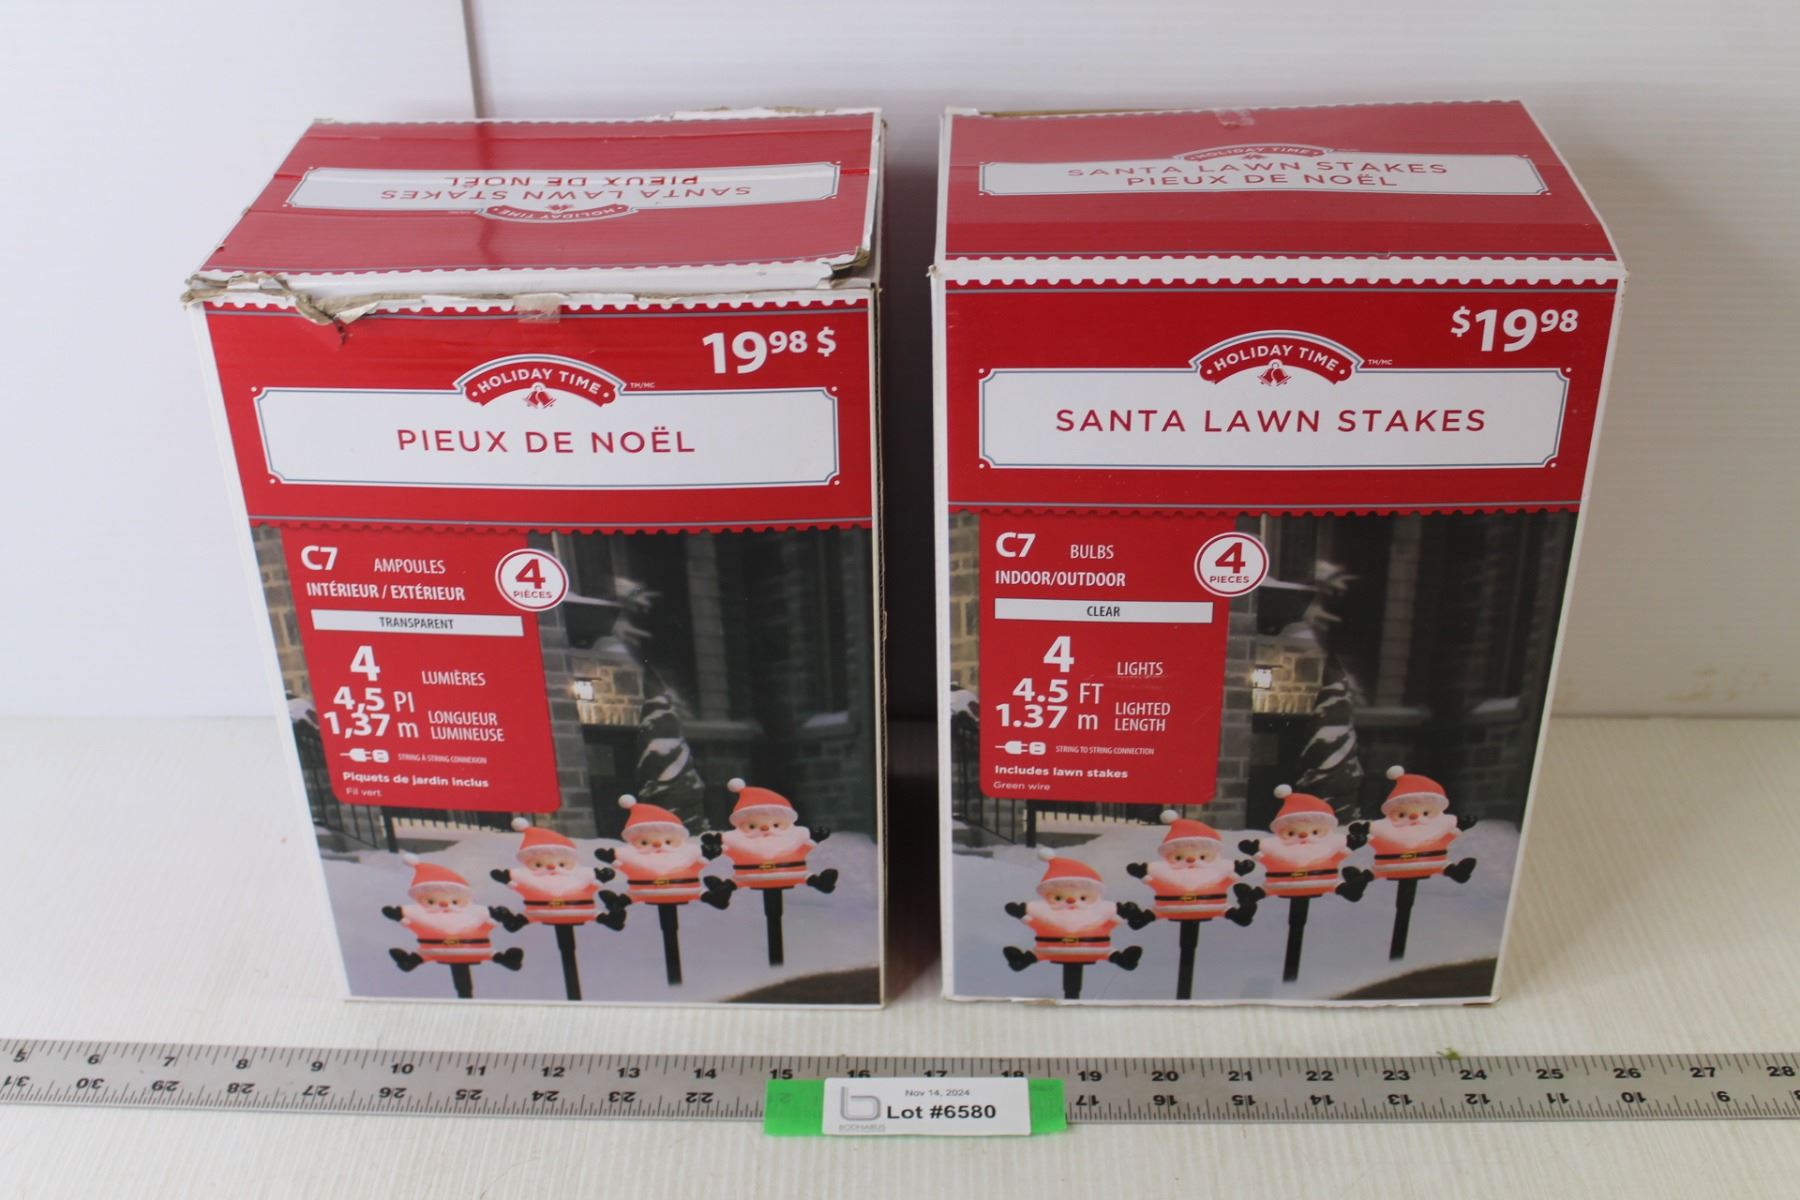 SANTA LAWN STAKES
PIEUX DE NOËL
HOLIDAY TIME
19 98 $
HOLIDAY TIME TM/MC
PIEUX DE NOËL
C7 AMPOULES
INTÉRIEUR / EXTÉRIEUR
TRANSPARENT
4 PIÈCES
4 LUMIÈRES
4,5 PI
1,37 m
LONGUEUR
LUMINEUSE
STRING À STRING CONNEXION
Piquets de jardin inclus
Fil vert
HOLIDAY TIME
SANTA LAWN STAKES
PIEUX DE NOËL
$19 98
HOLIDAY TIME TM/MC
SANTA LAWN STAKES
C7 BULBS
INDOOR/OUTDOOR
CLEAR
4 PIECES
4 LIGHTS
4.5 FT
1.37 m
LIGHTED
LENGTH
STRING TO STRING CONNECTION
Includes lawn stakes
Green wire
5 6 7 8 9 10 11 12 13 14 15 16 17 18 19 20 21 22 23 24 25 26 27 28
31 30 29 28 27 26 25 24 23 22 21 17 16 15 14 13 12 11 10 9 8
Nov 14, 2024
Lot #6580
BODNARUS